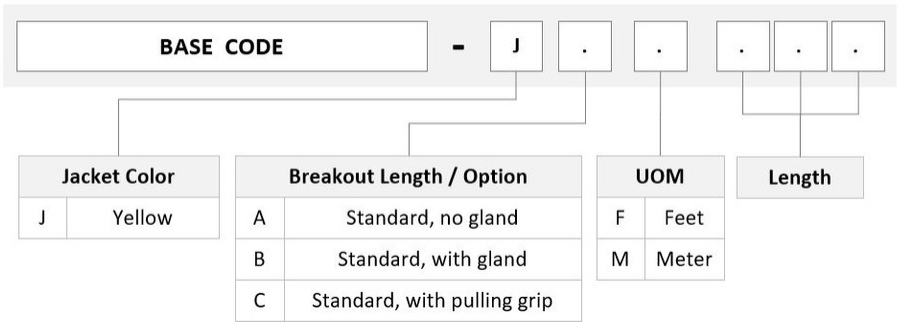 BASE CODE - J . . . . .
Jacket Color
J Yellow
Breakout Length / Option
A Standard, no gland
B Standard, with gland
C Standard, with pulling grip
UOM
F Feet
M Meter
Length